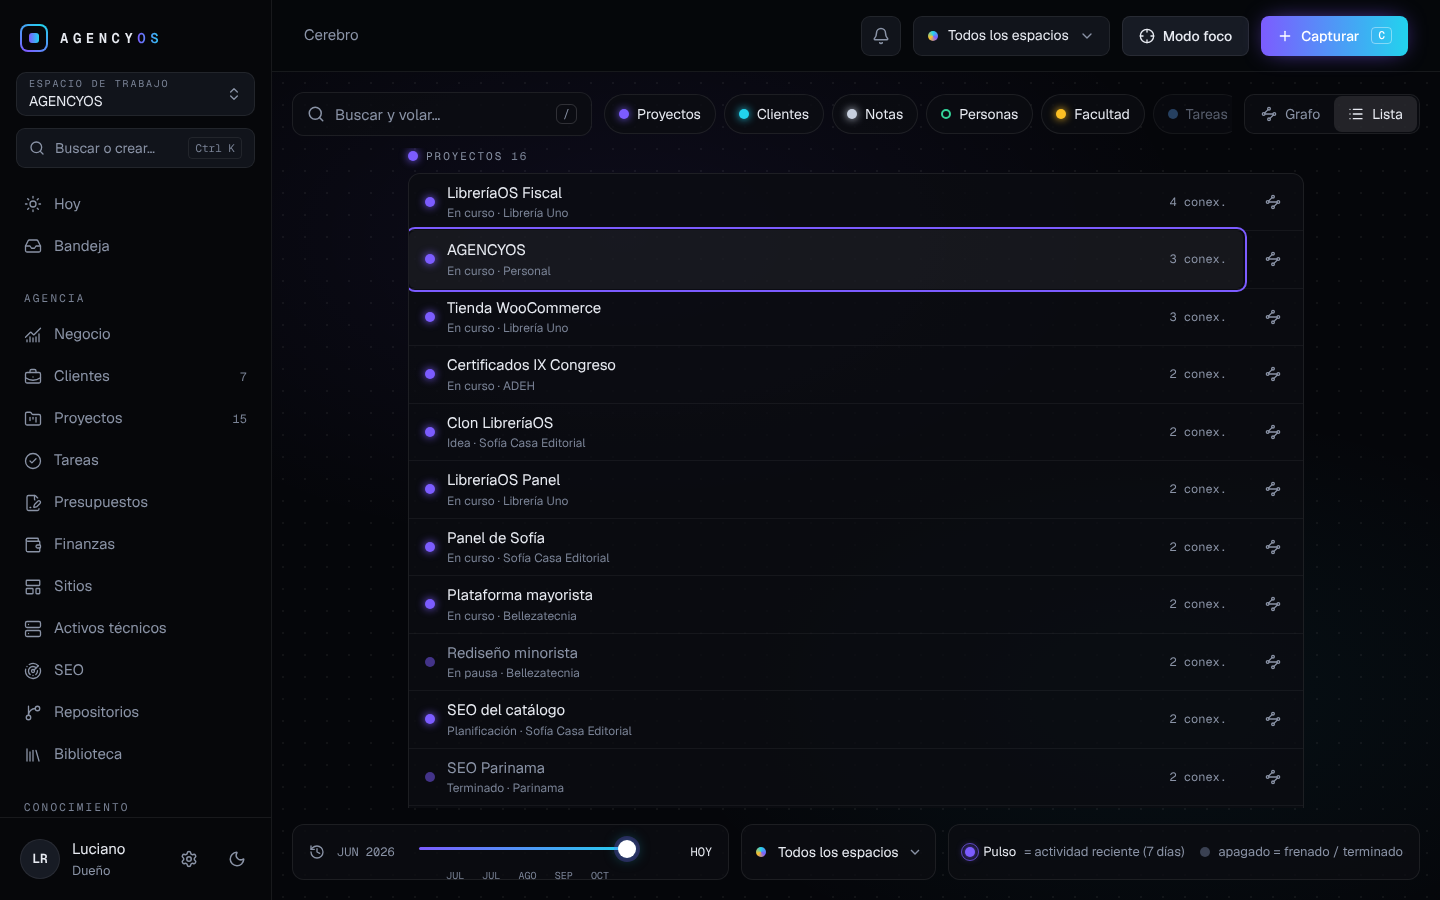 AGENCYOS
ESPACIO DE TRABAJO
AGENCYOS
Buscar o crear... Ctrl K
Hoy
Bandeja
AGENCIA
Negocio
Clientes 7
Proyectos 15
Tareas
Presupuestos
Finanzas
Sitios
Activos técnicos
SEO
Repositorios
Biblioteca
CONOCIMIENTO
LR
Luciano
Dueño
Cerebro
Todos los espacios
Modo foco
Capturar C
Buscar y volar... /
Proyectos
Clientes
Notas
Personas
Facultad
Tareas
Grafo
Lista
PROYECTOS 16
LibreríaOS Fiscal
En curso · Librería Uno
4 conex.
AGENCYOS
En curso · Personal
3 conex.
Tienda WooCommerce
En curso · Librería Uno
3 conex.
Certificados IX Congreso
En curso · ADEH
2 conex.
Clon LibreríaOS
Idea · Sofía Casa Editorial
2 conex.
LibreríaOS Panel
En curso · Librería Uno
2 conex.
Panel de Sofía
En curso · Sofía Casa Editorial
2 conex.
Plataforma mayorista
En curso · Bellezatecnia
2 conex.
Rediseño minorista
En pausa · Bellezatecnia
2 conex.
SEO del catálogo
Planificación · Sofía Casa Editorial
2 conex.
SEO Parinama
Terminado · Parinama
2 conex.
JUN 2026
HOY
JUL JUL AGO SEP OCT
Todos los espacios
Pulso = actividad reciente (7 días)
apagado = frenado / terminado